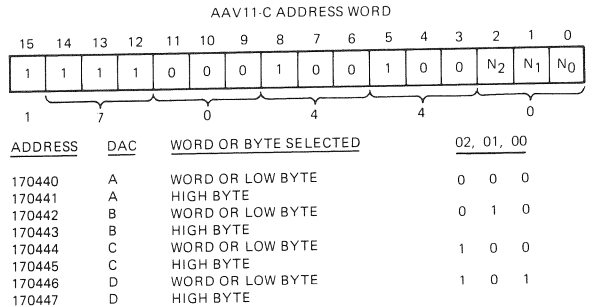 AAV11-C ADDRESS WORD
15 14 13 12 11 10 9 8 7 6 5 4 3 2 1 0
1 1 1 1 0 0 0 1 0 0 1 0 0 N2 N1 N0
1 7 0 4 4 0
ADDRESS DAC WORD OR BYTE SELECTED 02, 01, 00
170440 A WORD OR LOW BYTE 0 0 0
170441 A HIGH BYTE
170442 B WORD OR LOW BYTE 0 1 0
170443 B HIGH BYTE
170444 C WORD OR LOW BYTE 1 0 0
170445 C HIGH BYTE
170446 D WORD OR LOW BYTE 1 0 1
170447 D HIGH BYTE